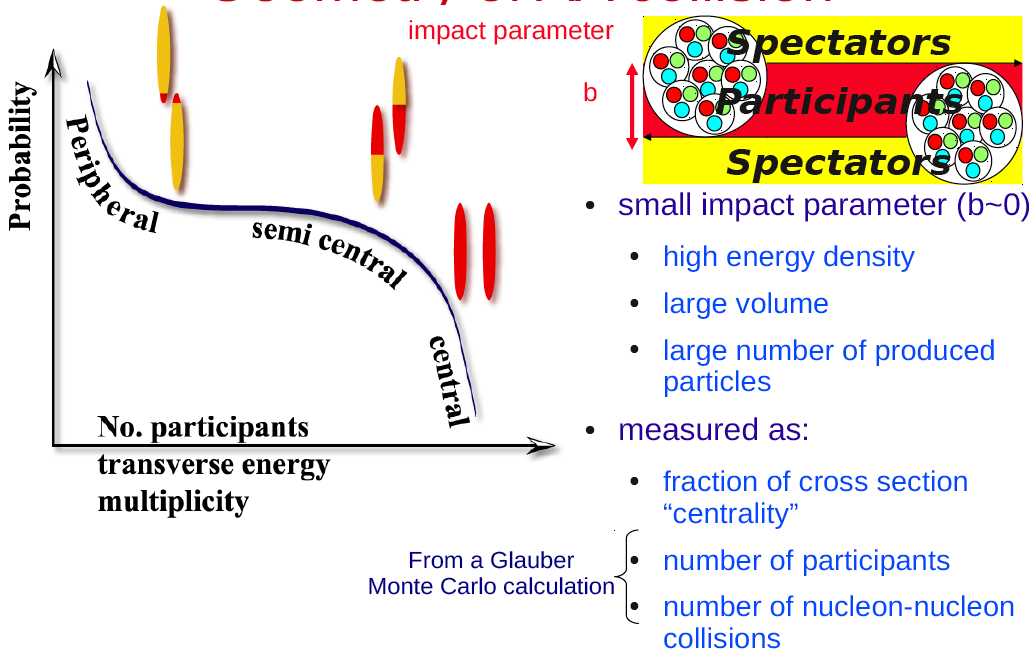 impact parameter
Spectators
b
Participants
Spectators
Probability
Peripheral
semi central
central
No. participants
transverse energy
multiplicity
• small impact parameter (b~0)
• high energy density
• large volume
• large number of produced
particles
• measured as:
• fraction of cross section
“centrality”
From a Glauber
Monte Carlo calculation
• number of participants
• number of nucleon-nucleon
collisions